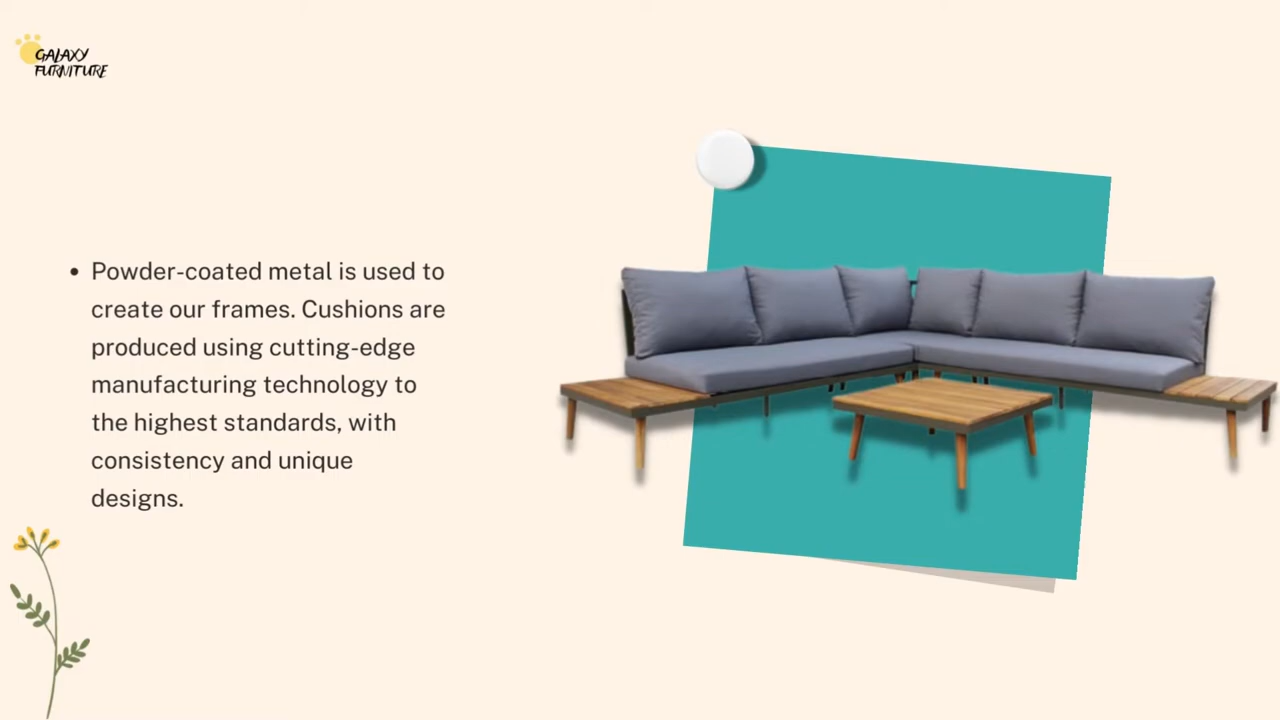 GALAXY
FURNITURE
• Powder-coated metal is used to
create our frames. Cushions are
produced using cutting-edge
manufacturing technology to
the highest standards, with
consistency and unique
designs.